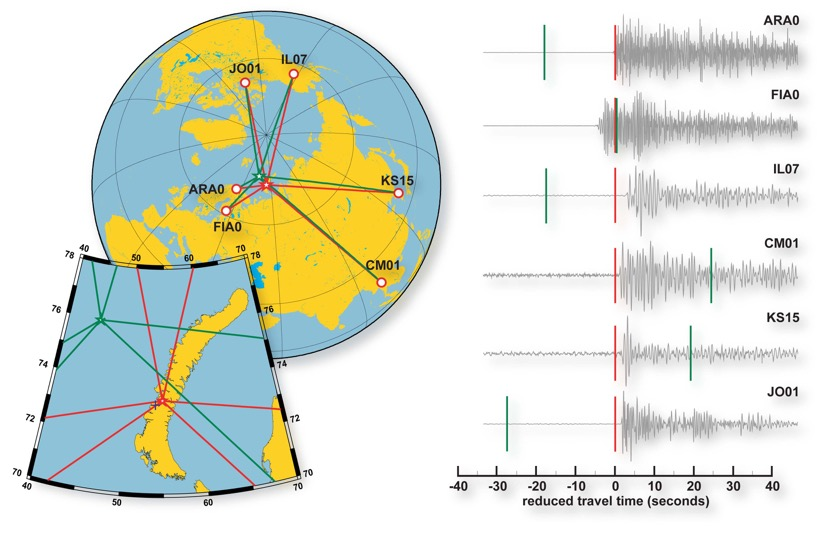 JO01
IL07
ARA0
FIA0
KS15
CM01
78
40
50
60
70
78
76
76
74
74
72
72
70
40
50
60
70
70
ARA0
FIA0
IL07
CM01
KS15
JO01
-40 -30 -20 -10 0 10 20 30 40
reduced travel time (seconds)